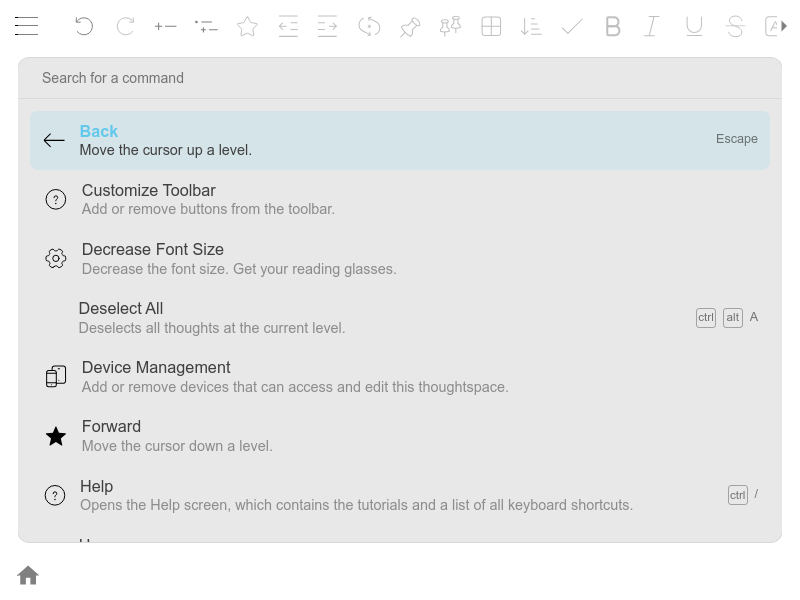 Search for a command
Back
Move the cursor up a level.
Escape
Customize Toolbar
Add or remove buttons from the toolbar.
Decrease Font Size
Decrease the font size. Get your reading glasses.
Deselect All
Deselects all thoughts at the current level.
ctrl alt A
Device Management
Add or remove devices that can access and edit this thoughtspace.
Forward
Move the cursor down a level.
Help
Opens the Help screen, which contains the tutorials and a list of all keyboard shortcuts.
ctrl /